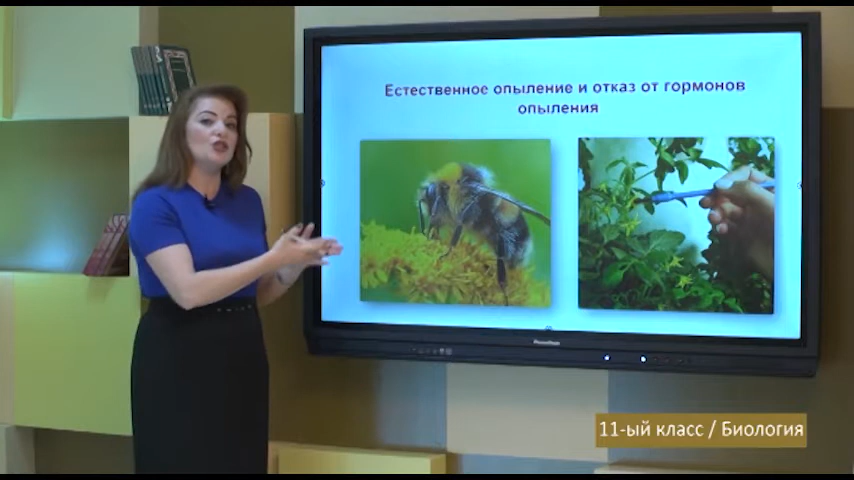 Естественное опыление и отказ от гормонов
опыления
11-ый класс / Биология